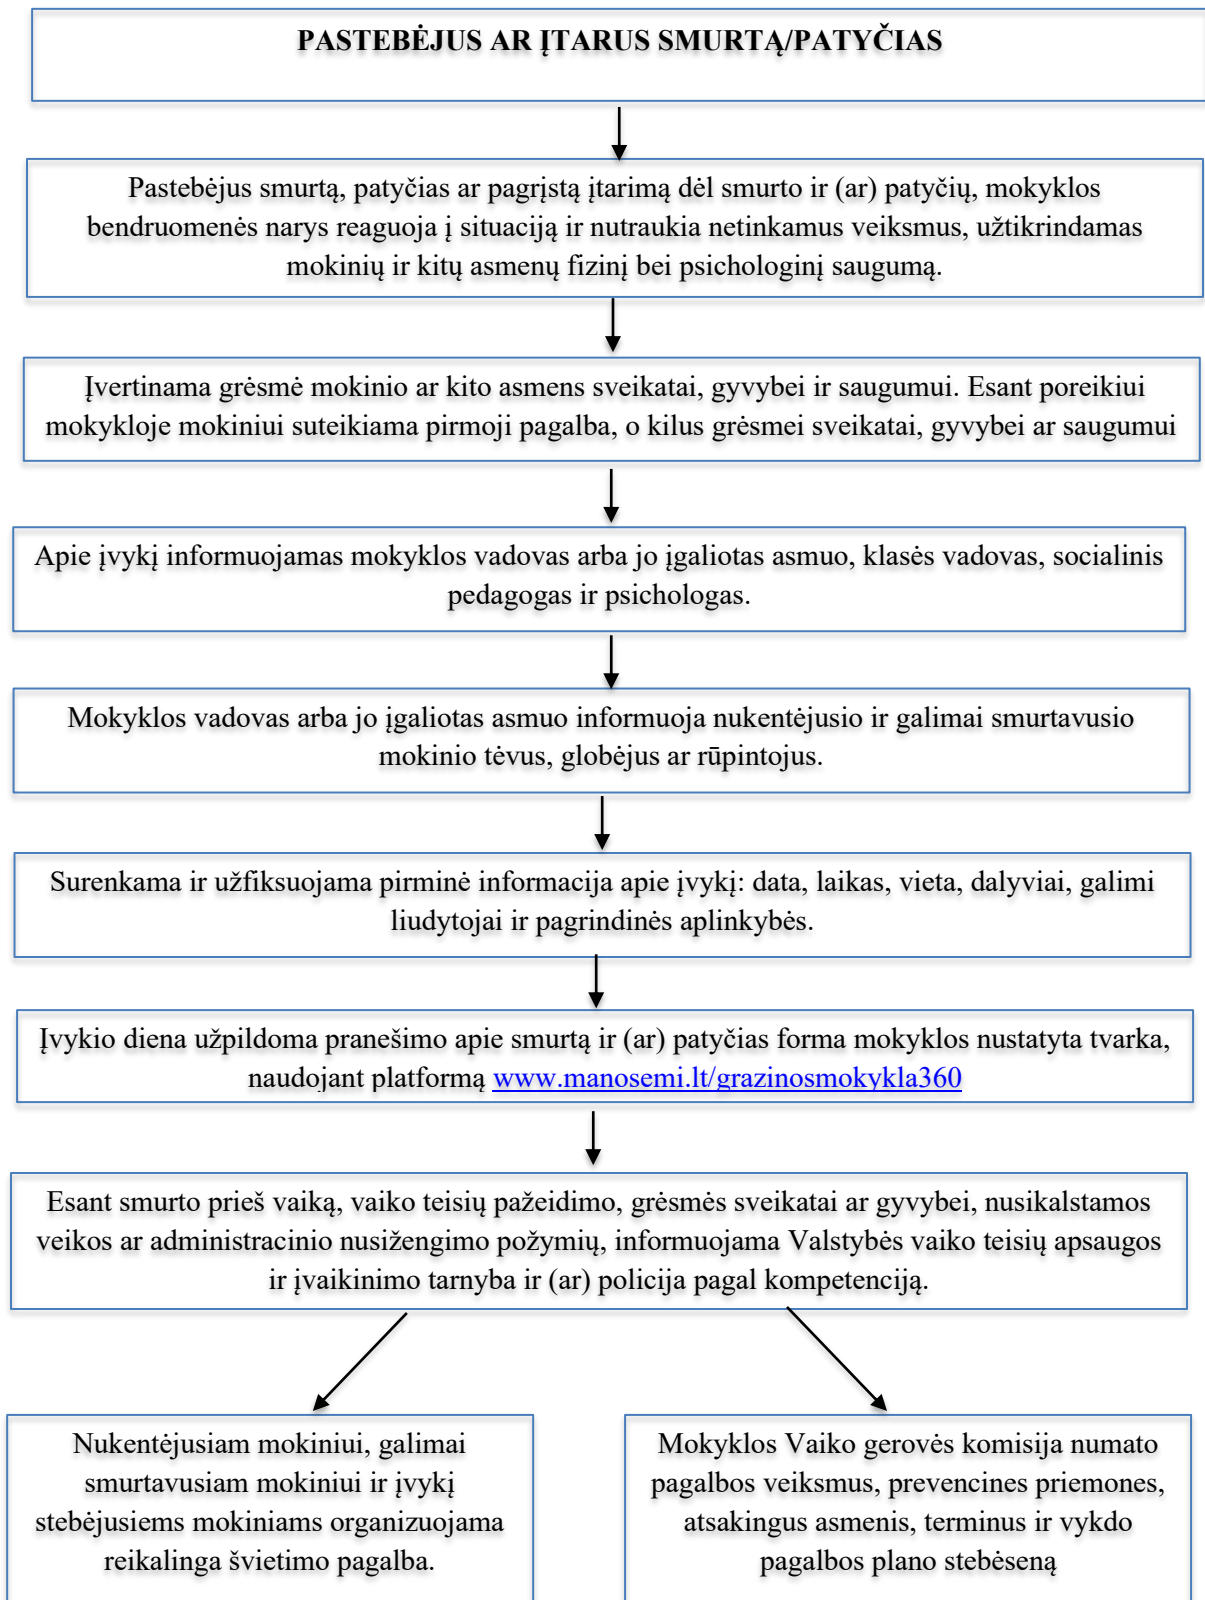 PASTEBĖJUS AR ĮTARUS SMURTĄ/PATYČIAS
Pastebėjus smurtą, patyčias ar pagrįstą įtarimą dėl smurto ir (ar) patyčių, mokyklos
bendruomenės narys reaguoja į situaciją ir nutraukia netinkamus veiksmus, užtikrindamas
mokinių ir kitų asmenų fizinį bei psichologinį saugumą.
Įvertinama grėsmė mokinio ar kito asmens sveikatai, gyvybei ir saugumui. Esant poreikiui
mokykloje mokiniui suteikiama pirmoji pagalba, o kilus grėsmei sveikatai, gyvybei ar saugumui
Apie įvykį informuojamas mokyklos vadovas arba jo įgaliotas asmuo, klasės vadovas, socialinis
pedagogas ir psichologas.
Mokyklos vadovas arba jo įgaliotas asmuo informuoja nukentėjusio ir galimai smurtavusio
mokinio tėvus, globėjus ar rūpintojus.
Surenkama ir užfiksuojama pirminė informacija apie įvykį: data, laikas, vieta, dalyviai, galimi
liudytojai ir pagrindinės aplinkybės.
Įvykio diena užpildoma pranešimo apie smurtą ir (ar) patyčias forma mokyklos nustatyta tvarka,
naudojant platformą www.manosemi.lt/grazinosmokykla360
Esant smurto prieš vaiką, vaiko teisių pažeidimo, grėsmės sveikatai ar gyvybei, nusikalstamos
veikos ar administracinio nusižengimo požymių, informuojama Valstybės vaiko teisių apsaugos
ir įvaikinimo tarnyba ir (ar) policija pagal kompetenciją.
Nukentėjusiam mokiniui, galimai
smurtavusiam mokiniui ir įvykį
stebėjusiems mokiniams organizuojama
reikalinga švietimo pagalba.
Mokyklos Vaiko gerovės komisija numato
pagalbos veiksmus, prevencines priemones,
atsakingus asmenis, terminus ir vykdo
pagalbos plano stebėseną